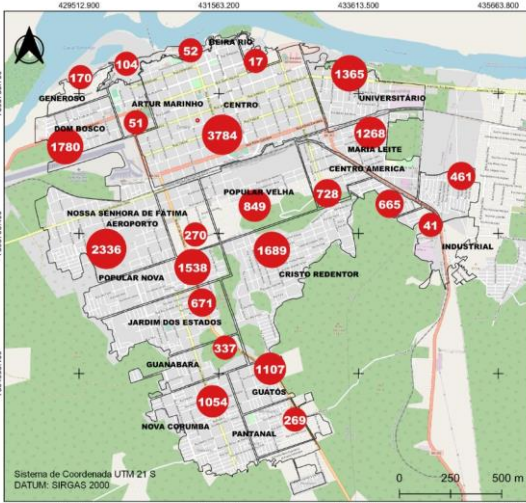 429512.900 431563.200 433613.500 435663.800
BEIRA RIO
52
17
104
170
1365
GENEROSO
ARTUR MARINHO
CENTRO
UNIVERSITÁRIO
51
DOM BOSCO
3784
1268
1780
MARIA LEITE
CENTRO AMERICA
461
POPULAR VELHA
728
849
665
NOSSA SENHORA DE FÁTIMA
AEROPORTO
41
270
2336
1689
INDUSTRIAL
1538
CRISTO REDENTOR
POPULAR NOVA
671
JARDIM DOS ESTADOS
337
GUANABARA
1107
GUATÓS
1054
269
NOVA CORUMBA
PANTANAL
Sistema de Coordenada UTM 21 S
DATUM: SIRGAS 2000
0 250 500 m